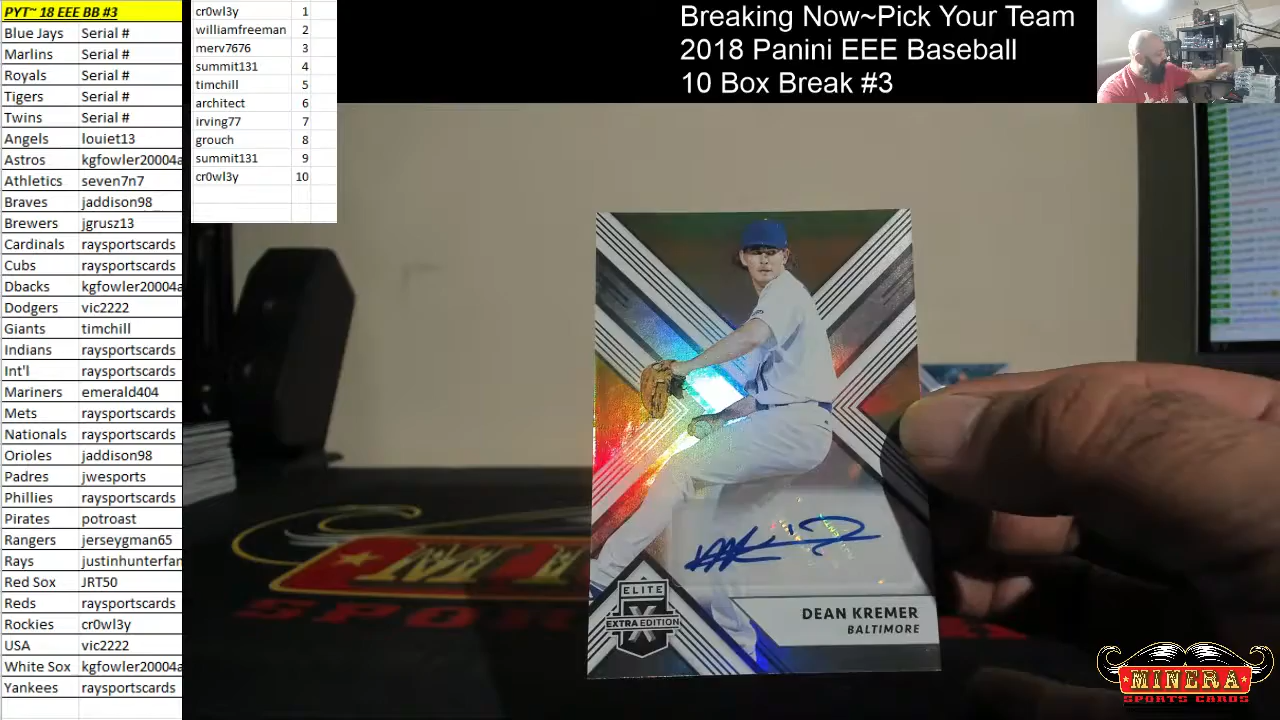 PYT~ 18 EEE BB #3
Blue Jays Serial #
Marlins Serial #
Royals Serial #
Tigers Serial #
Twins Serial #
Angels louiet13
Astros kgfowler20004a
Athletics seven7n7
Braves jaddison98
Brewers jgrusz13
Cardinals raysportscards
Cubs raysportscards
Dbacks kgfowler20004a
Dodgers vic2222
Giants timchill
Indians raysportscards
Int'l raysportscards
Mariners emerald404
Mets raysportscards
Nationals raysportscards
Orioles jaddison98
Padres jwesports
Phillies raysportscards
Pirates potroast
Rangers jerseygman65
Rays justinhunterfan
Red Sox JRT50
Reds raysportscards
Rockies cr0wl3y
USA vic2222
White Sox kgfowler20004a
Yankees raysportscards
cr0wl3y 1
williamfreeman 2
merv7676 3
summit131 4
timchill 5
architect 6
irving77 7
grouch 8
summit131 9
cr0wl3y 10
Breaking Now~Pick Your Team
2018 Panini EEE Baseball
10 Box Break #3
ELITE
X
EXTRA EDITION
DEAN KREMER
BALTIMORE
MINERA
SPORTS CARDS